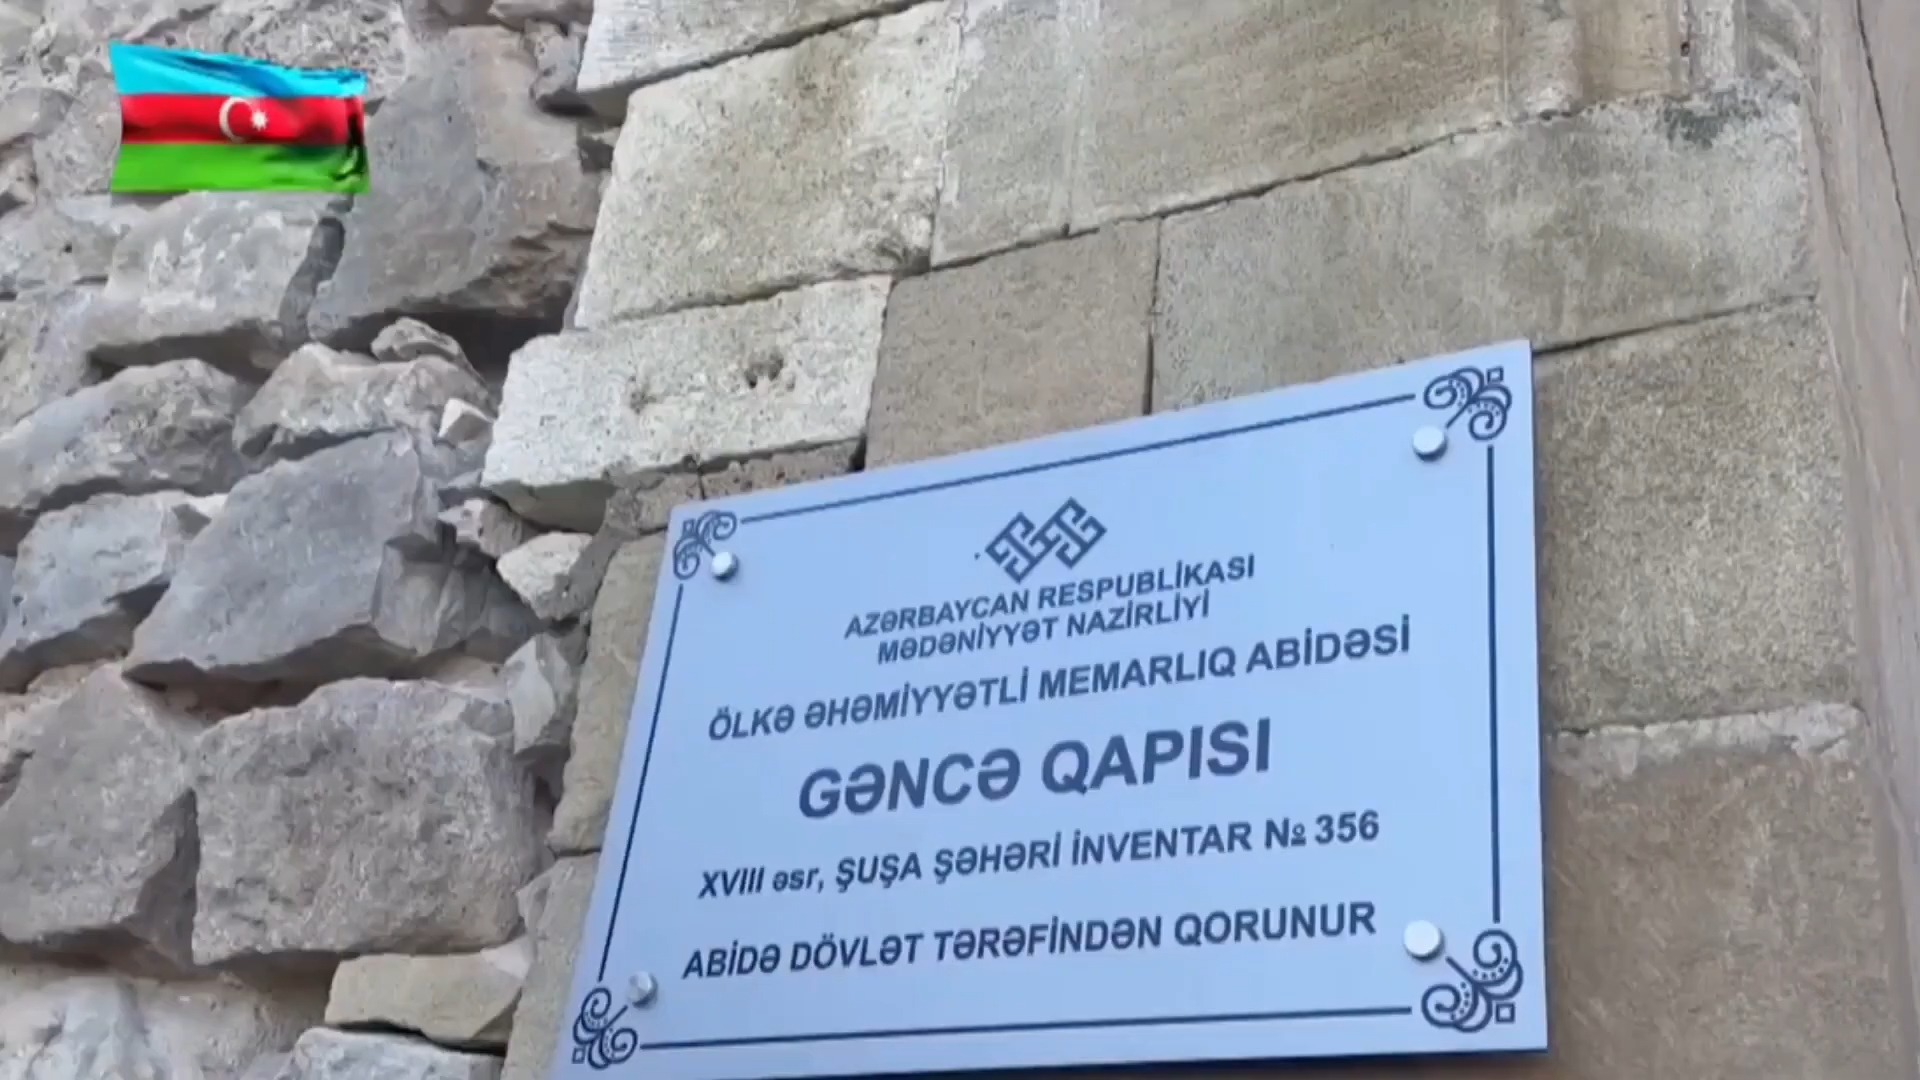 AZƏRBAYCAN RESPUBLİKASI
MƏDƏNİYYƏT NAZİRLİYİ
ÖLKƏ ƏHƏMİYYƏTLİ MEMARLIQ ABİDƏSİ
GƏNCƏ QAPISI
XVIII əsr, ŞUŞA ŞƏHƏRİ İNVENTAR № 356
ABİDƏ DÖVLƏT TƏRƏFİNDƏN QORUNUR